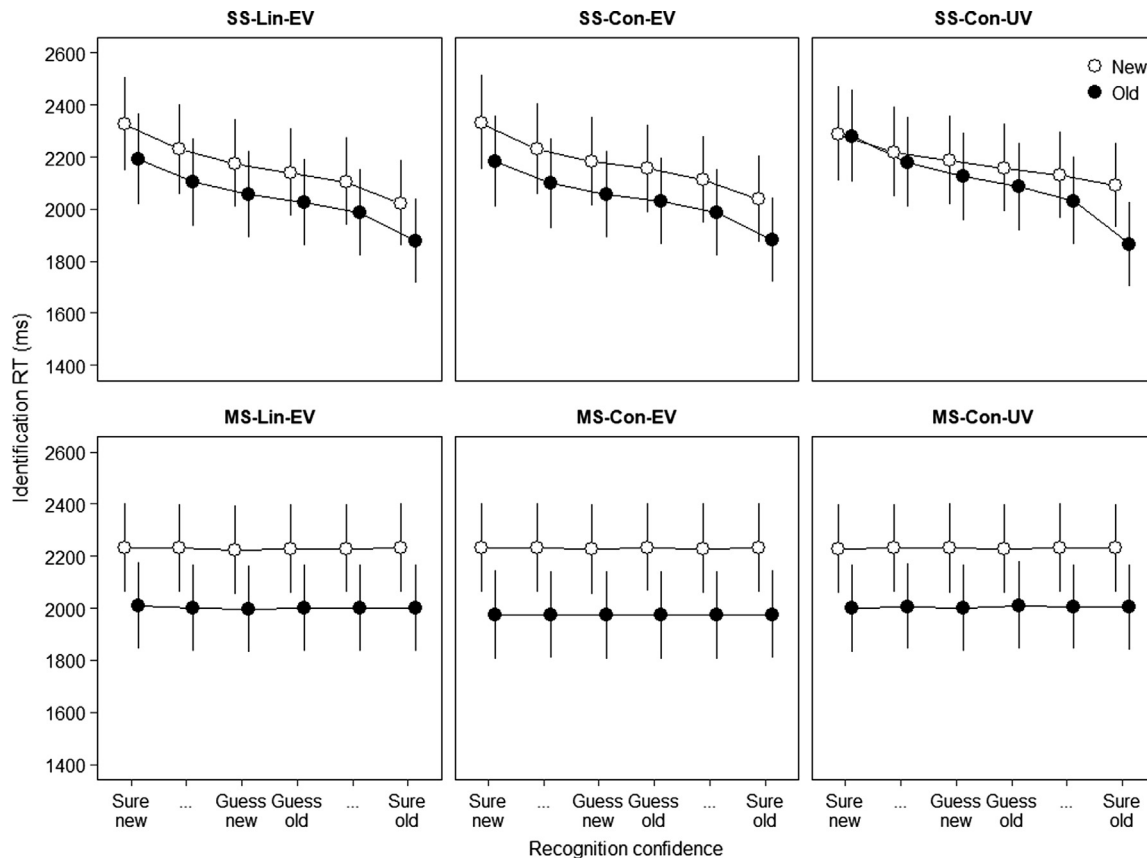 SS-Lin-EV
SS-Con-EV
SS-Con-UV
2600
2400
2200
2000
1800
1600
1400
New
Old
Identification RT (ms)
MS-Lin-EV
MS-Con-EV
MS-Con-UV
2600
2400
2200
2000
1800
1600
1400
Sure new
...
Guess new
Guess old
...
Sure old
Sure new
...
Guess new
Guess old
...
Sure old
Sure new
...
Guess new
Guess old
...
Sure old
Recognition confidence